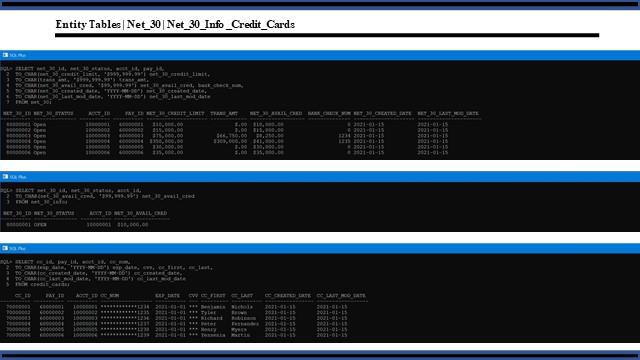 Entity Tables | Net_30 | Net_30_Info_Credit_Cards
SQL Plus
SQL> SELECT net_30_id, net_30_status, acct_id, pay_id,
2 TO_CHAR(net_30_credit_limit, '$999,999.99') net_30_credit_limit,
3 TO_CHAR(trans_amt, '$999,999.99') trans_amt,
4 TO_CHAR(net_30_avail_cred, '$99,999.99') net_30_avail_cred, bank_check_num,
5 TO_CHAR(net_30_created_date, 'YYYY-MM-DD') net_30_created_date,
6 TO_CHAR(net_30_last_mod_date, 'YYYY-MM-DD') net_30_last_mod_date
7 FROM net_30;
NET_30_ID NET_30_STATUS ACCT_ID PAY_ID NET_30_CREDIT_LIMIT TRANS_AMT NET_30_AVAIL_CRED BANK_CHECK_NUM NET_30_CREATED_DATE NET_30_LAST_MOD_DATE
80000001 Open 10000001 60000001 $10,000.00 $.00 $10,000.00 0 2021-01-15 2021-01-15
80000002 Open 10000002 60000002 $15,000.00 $.00 $15,000.00 0 2021-01-15 2021-01-15
80000003 Open 10000003 60000003 $75,000.00 $66,750.00 $8,250.00 1234 2021-01-15 2021-01-15
80000004 Open 10000004 60000004 $350,000.00 $309,000.00 $41,000.00 1235 2021-01-15 2021-01-15
80000005 Open 10000005 60000005 $30,000.00 $.00 $30,000.00 0 2021-01-15 2021-01-15
80000006 Open 10000006 60000006 $35,000.00 $.00 $35,000.00 0 2021-01-15 2021-01-15
SQL Plus
SQL> SELECT net_30_id, net_30_status, acct_id,
2 TO_CHAR(net_30_avail_cred, '$99,999.99') net_30_avail_cred
3 FROM net_30_info;
NET_30_ID NET_30_STATUS ACCT_ID NET_30_AVAIL_CRED
80000001 OPEN 10000001 $10,000.00
SQL Plus
SQL> SELECT cc_id, pay_id, acct_id, cc_num,
2 TO_CHAR(exp_date, 'YYYY-MM-DD') exp_date, cvv, cc_first, cc_last,
3 TO_CHAR(cc_created_date, 'YYYY-MM-DD') cc_created_date,
4 TO_CHAR(cc_last_mod_date, 'YYYY-MM-DD') cc_last_mod_date
5 FROM credit_cards;
CC_ID PAY_ID ACCT_ID CC_NUM EXP_DATE CVV CC_FIRST CC_LAST CC_CREATED_DATE CC_LAST_MOD_DATE
70000001 60000001 10000001 ************1234 2021-01-01 *** Benjamin Nichols 2021-01-15 2021-01-15
70000002 60000002 10000002 ************1235 2021-01-01 *** Tyler Brown 2021-01-15 2021-01-15
70000003 60000003 10000003 ************1236 2021-01-01 *** Richard Robinson 2021-01-15 2021-01-15
70000004 60000004 10000004 ************1237 2021-01-01 *** Peter Fernandez 2021-01-15 2021-01-15
70000005 60000005 10000005 ************1238 2021-01-01 *** Henry Myers 2021-01-15 2021-01-15
70000006 60000006 10000006 ************1239 2021-01-01 *** Yessenia Martin 2021-01-15 2021-01-15